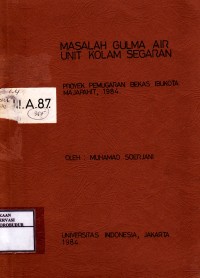 MASALAH GULMA AIR
UNIT KOLAM SEGARAN
PROYEK PEMUGARAN BEKAS IBUKOTA
MAJAPAHIT, 1984
I.A.87.
OLEH : MUHAMAD SOERJANI
UNIVERSITAS INDONESIA, JAKARTA
1984